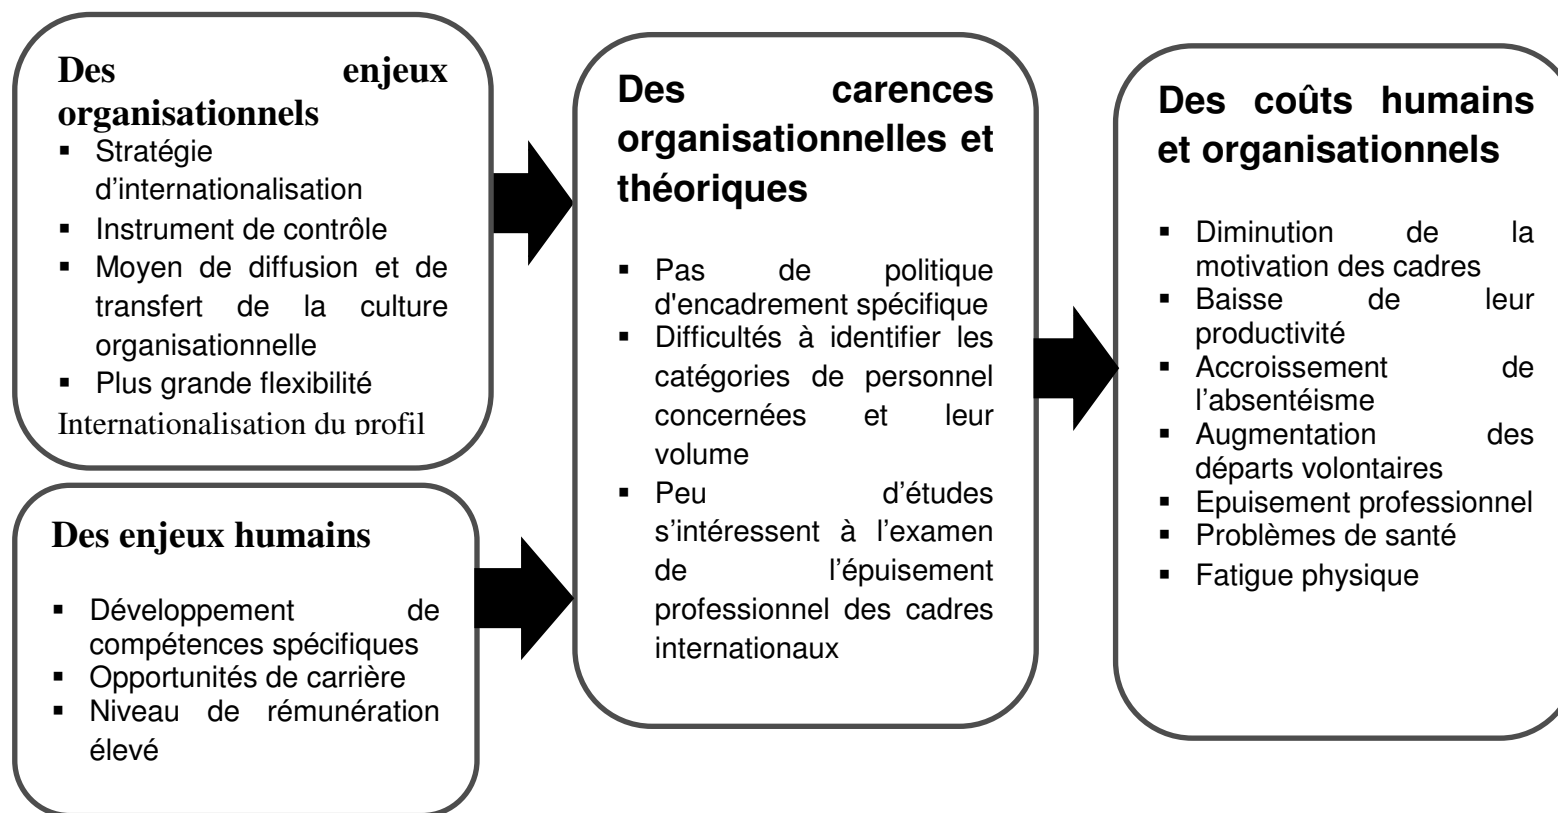 Des enjeux
organisationnels
▪ Stratégie
d’internationalisation
▪ Instrument de contrôle
▪ Moyen de diffusion et de
transfert de la culture
organisationnelle
▪ Plus grande flexibilité
Internationalisation du profil
Des enjeux humains
▪ Développement de
compétences spécifiques
▪ Opportunités de carrière
▪ Niveau de rémunération
élevé
Des carences
organisationnelles et
théoriques
▪ Pas de politique
d'encadrement spécifique
▪ Difficultés à identifier les
catégories de personnel
concernées et leur
volume
▪ Peu d’études
s’intéressent à l’examen
de l’épuisement
professionnel des cadres
internationaux
Des coûts humains
et organisationnels
▪ Diminution de la
motivation des cadres
▪ Baisse de leur
productivité
▪ Accroissement de
l’absentéisme
▪ Augmentation des
départs volontaires
▪ Epuisement professionnel
▪ Problèmes de santé
▪ Fatigue physique